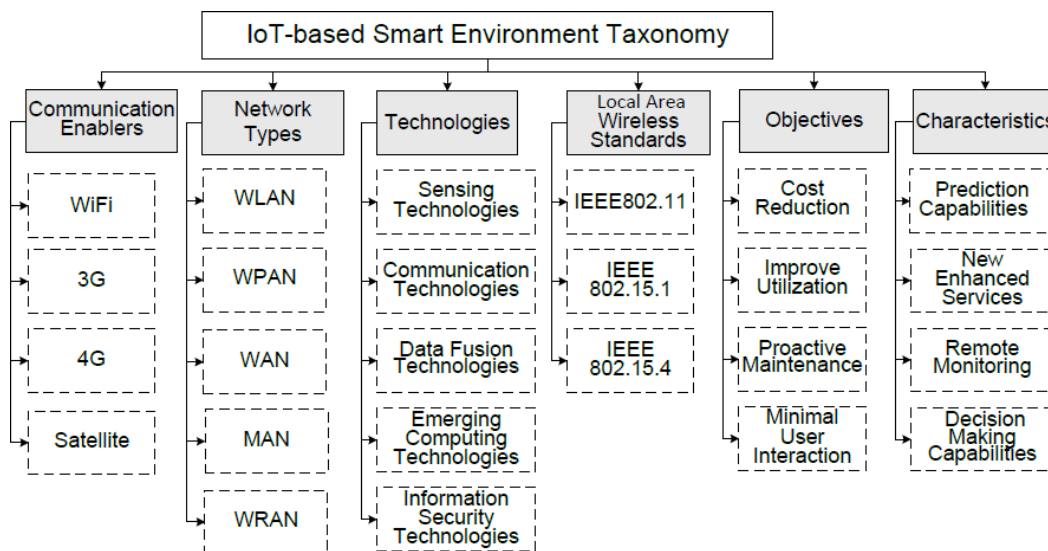 IoT-based Smart Environment Taxonomy
Communication
Enablers
Network
Types
Technologies
Local Area
Wireless
Standards
Objectives
Characteristics
WiFi
3G
4G
Satellite
WLAN
WPAN
WAN
MAN
WRAN
Sensing
Technologies
Communication
Technologies
Data Fusion
Technologies
Emerging
Computing
Technologies
Information
Security
Technologies
IEEE802.11
IEEE
802.15.1
IEEE
802.15.4
Cost
Reduction
Improve
Utilization
Proactive
Maintenance
Minimal
User
Interaction
Prediction
Capabilities
New
Enhanced
Services
Remote
Monitoring
Decision
Making
Capabilities